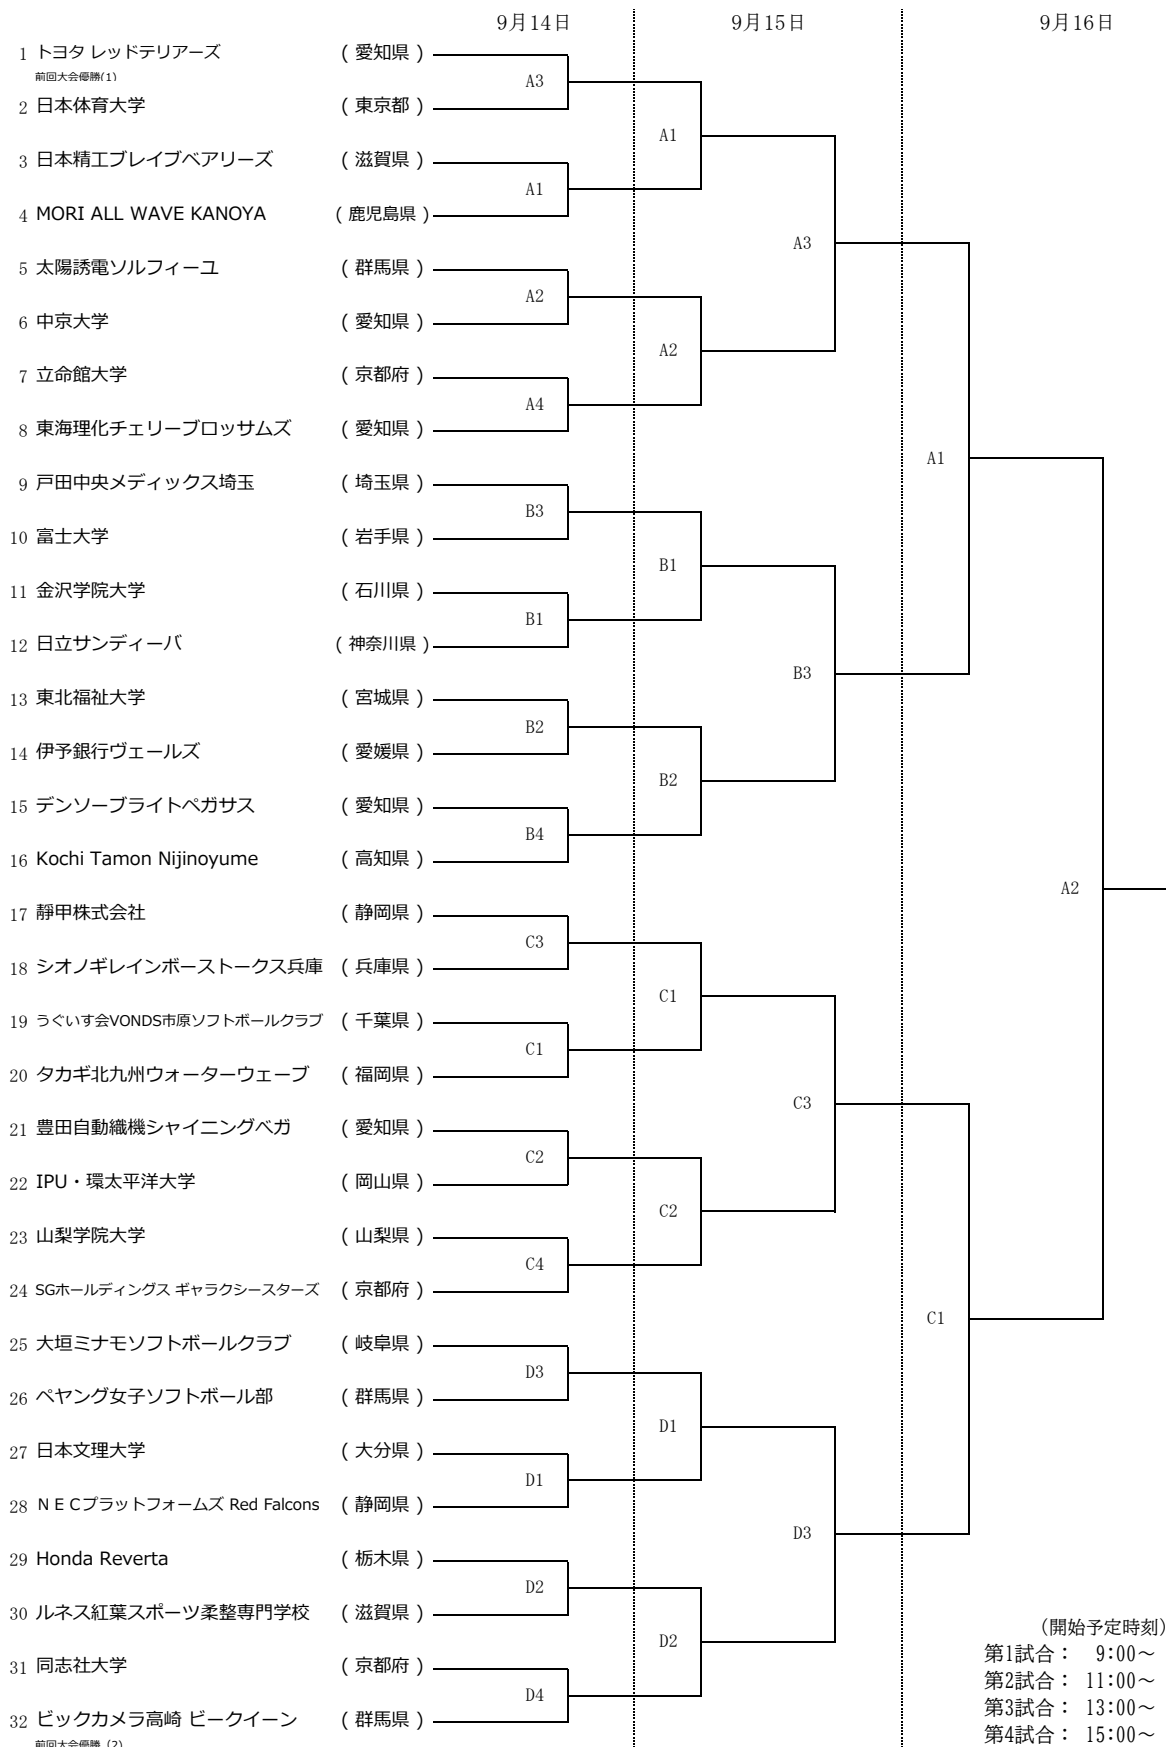 9月14日 9月15日 9月16日
1 トヨタ レッドテリアーズ ( 愛知県 )
前回大会優勝(1)
A3
2 日本体育大学 ( 東京都 )
A1
3 日本精工ブレイブベアリーズ ( 滋賀県 )
A1
4 MORI ALL WAVE KANOYA ( 鹿児島県 )
A3
5 太陽誘電ソルフィーユ ( 群馬県 )
A2
6 中京大学 ( 愛知県 )
A2
7 立命館大学 ( 京都府 )
A4
8 東海理化チェリーブロッサムズ ( 愛知県 )
A1
9 戸田中央メディックス埼玉 ( 埼玉県 )
B3
10 富士大学 ( 岩手県 )
B1
11 金沢学院大学 ( 石川県 )
B1
12 日立サンディーバ ( 神奈川県 )
B3
13 東北福祉大学 ( 宮城県 )
B2
14 伊予銀行ヴェールズ ( 愛媛県 )
B2
15 デンソーブライトペガサス ( 愛知県 )
B4
16 Kochi Tamon Nijinoyume ( 高知県 )
A2
17 靜甲株式会社 ( 静岡県 )
C3
18 シオノギレインボーストークス兵庫 ( 兵庫県 )
C1
19 うぐいす会VONDS市原ソフトボールクラブ ( 千葉県 )
C1
20 タカギ北九州ウォーターウェーブ ( 福岡県 )
C3
21 豊田自動織機シャイニングベガ ( 愛知県 )
C2
22 IPU・環太平洋大学 ( 岡山県 )
C2
23 山梨学院大学 ( 山梨県 )
C4
24 SGホールディングス ギャラクシースターズ ( 京都府 )
C1
25 大垣ミナモソフトボールクラブ ( 岐阜県 )
D3
26 ペヤング女子ソフトボール部 ( 群馬県 )
D1
27 日本文理大学 ( 大分県 )
D1
28 ＮＥＣプラットフォームズ Red Falcons ( 静岡県 )
D3
29 Honda Reverta ( 栃木県 )
D2
30 ルネス紅葉スポーツ柔整専門学校 ( 滋賀県 )
D2
31 同志社大学 ( 京都府 )
D4
32 ビックカメラ高崎 ビークイーン ( 群馬県 )
前回大会優勝 (2)
（開始予定時刻）
第1試合： 9:00～
第2試合： 11:00～
第3試合： 13:00～
第4試合： 15:00～